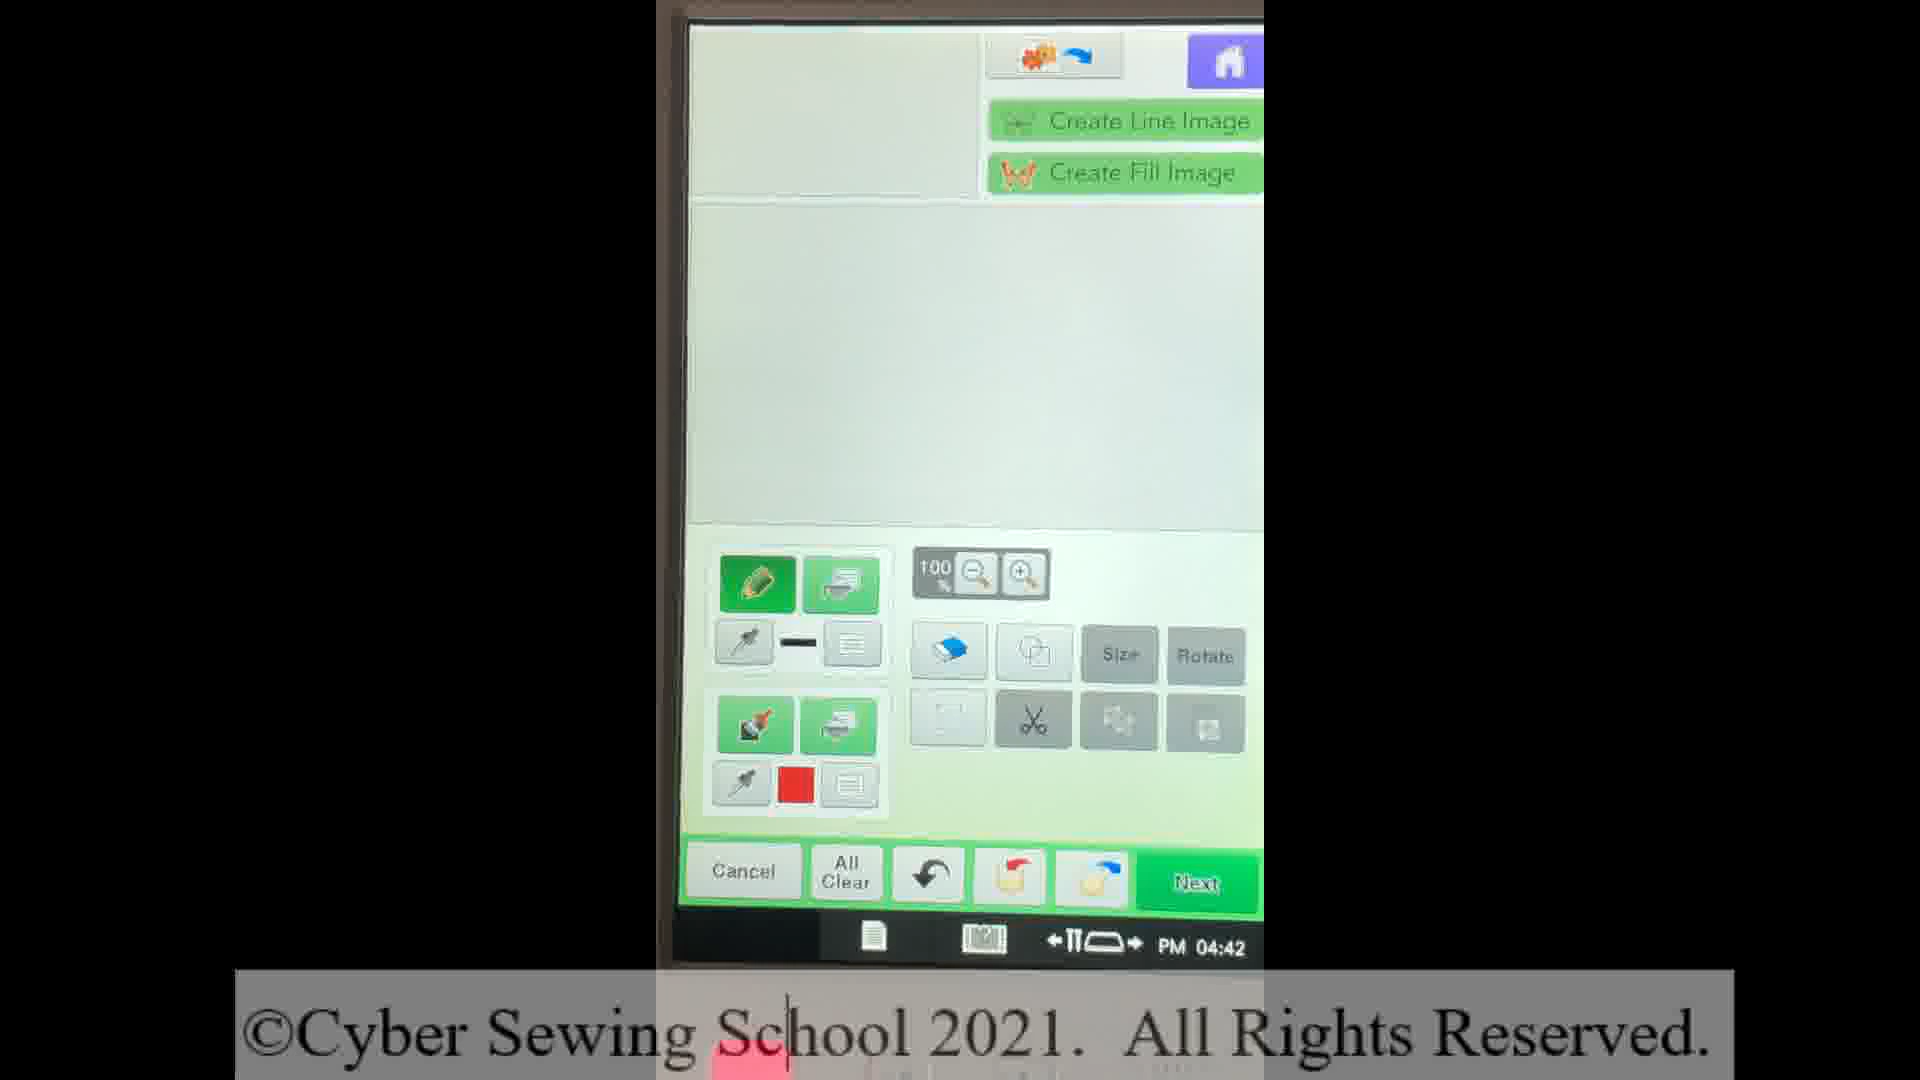 Create Line Image
Create Fill Image
100
%
Size
Rotate
Cancel
All
Clear
Next
PM 04:42
©Cyber Sewing School 2021. All Rights Reserved.